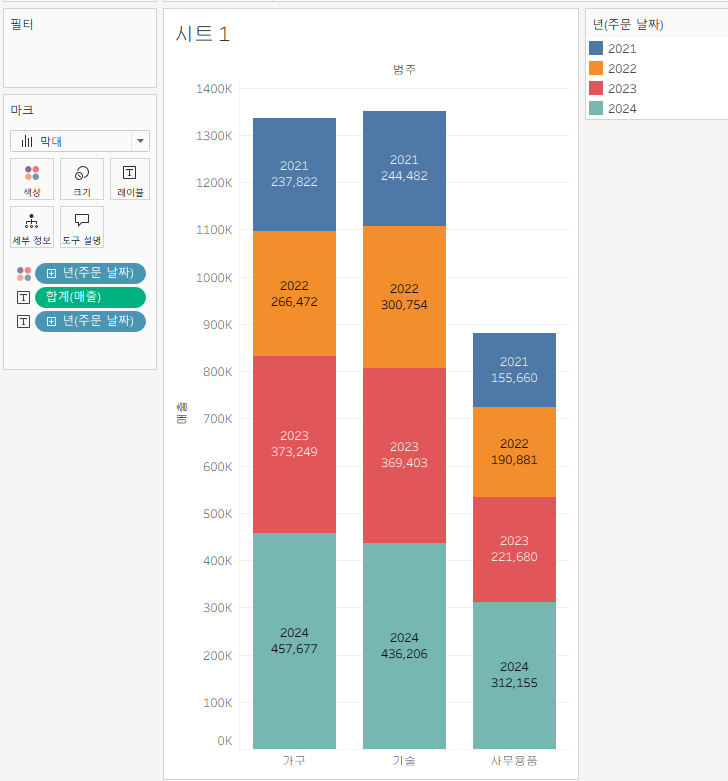 필터
마크
막대
색상
크기
레이블
세부 정보
도구 설명
년(주문 날짜)
합계(매출)
년(주문 날짜)
시트 1
범주
매출
1400K
1300K
1200K
1100K
1000K
900K
800K
700K
600K
500K
400K
300K
200K
100K
0K
2021
237,822
2022
266,472
2023
373,249
2024
457,677
2021
244,482
2022
300,754
2023
369,403
2024
436,206
2021
155,660
2022
190,881
2023
221,680
2024
312,155
가구
기술
사무용품
년(주문 날짜)
2021
2022
2023
2024